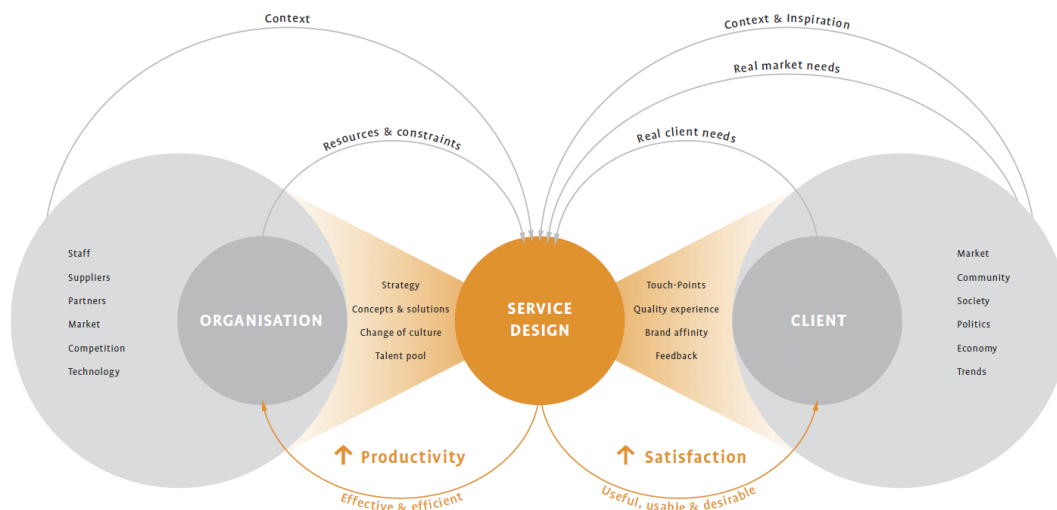 Context
Context & Inspiration
Real market needs
Resources & constraints
Real client needs
Staff
Suppliers
Partners
Market
Competition
Technology
ORGANISATION
Strategy
Concepts & solutions
Change of culture
Talent pool
SERVICE
DESIGN
Touch-Points
Quality experience
Brand affinity
Feedback
CLIENT
Market
Community
Society
Politics
Economy
Trends
↑ Productivity
Effective & efficient
↑ Satisfaction
Useful, usable & desirable